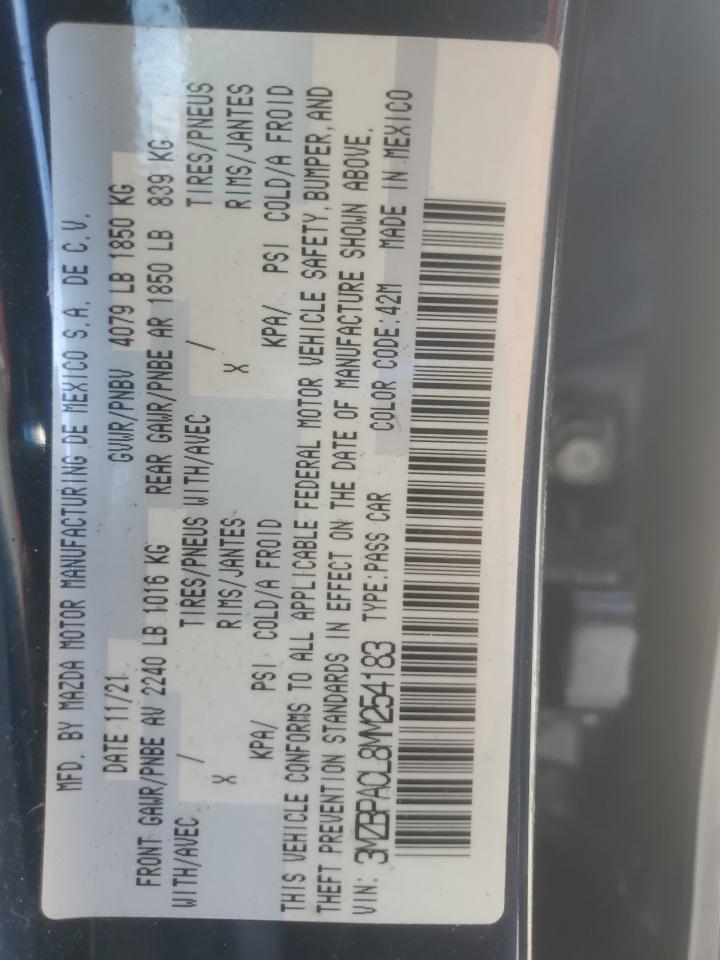 MFD. BY MAZDA MOTOR MANUFACTURING DE MEXICO S.A. DE C.V.
DATE 11/21 GVWR/PNBV 4079 LB 1850 KG
FRONT GAWR/PNBE AV 2240 LB 1016 KG REAR GAWR/PNBE AR 1850 LB 839 KG
WITH/AVEC / TIRES/PNEUS WITH/AVEC / TIRES/PNEUS
X RIMS/JANTES X RIMS/JANTES
KPA/ PSI COLD/A FROID KPA/ PSI COLD/A FROID
THIS VEHICLE CONFORMS TO ALL APPLICABLE FEDERAL MOTOR VEHICLE SAFETY, BUMPER, AND
THEFT PREVENTION STANDARDS IN EFFECT ON THE DATE OF MANUFACTURE SHOWN ABOVE.
VIN: 3MZBPACL8MM254183 TYPE:PASS CAR COLOR CODE:42M MADE IN MEXICO